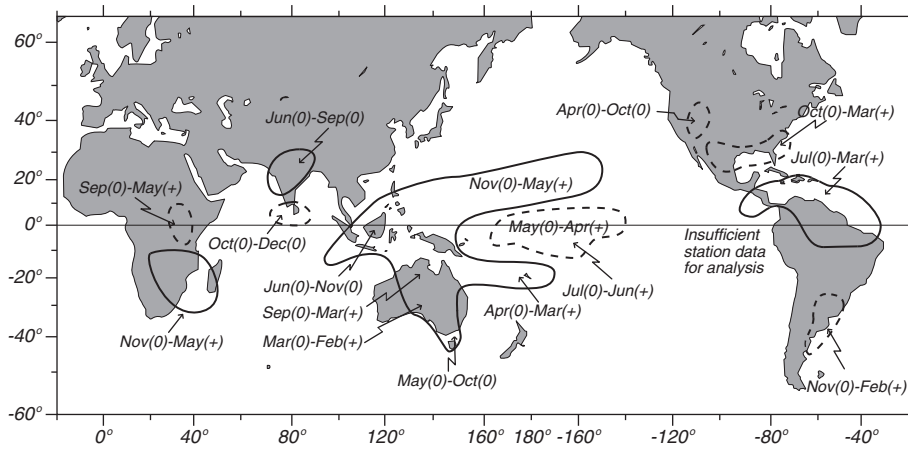 60°
40°
20°
0°
-20°
-40°
-60°
Jun(0)-Sep(0)
Apr(0)-Oct(0)
Oct(0)-Mar(+)
Jul(0)-Mar(+)
Sep(0)-May(+)
Nov(0)-May(+)
May(0)-Apr(+)
Oct(0)-Dec(0)
Insufficient
station data
for analysis
Jun(0)-Nov(0)
Jul(0)-Jun(+)
Sep(0)-Mar(+)
Apr(0)-Mar(+)
Nov(0)-May(+)
Mar(0)-Feb(+)
May(0)-Oct(0)
Nov(0)-Feb(+)
0° 40° 80° 120° 160° 180° -160° -120° -80° -40°